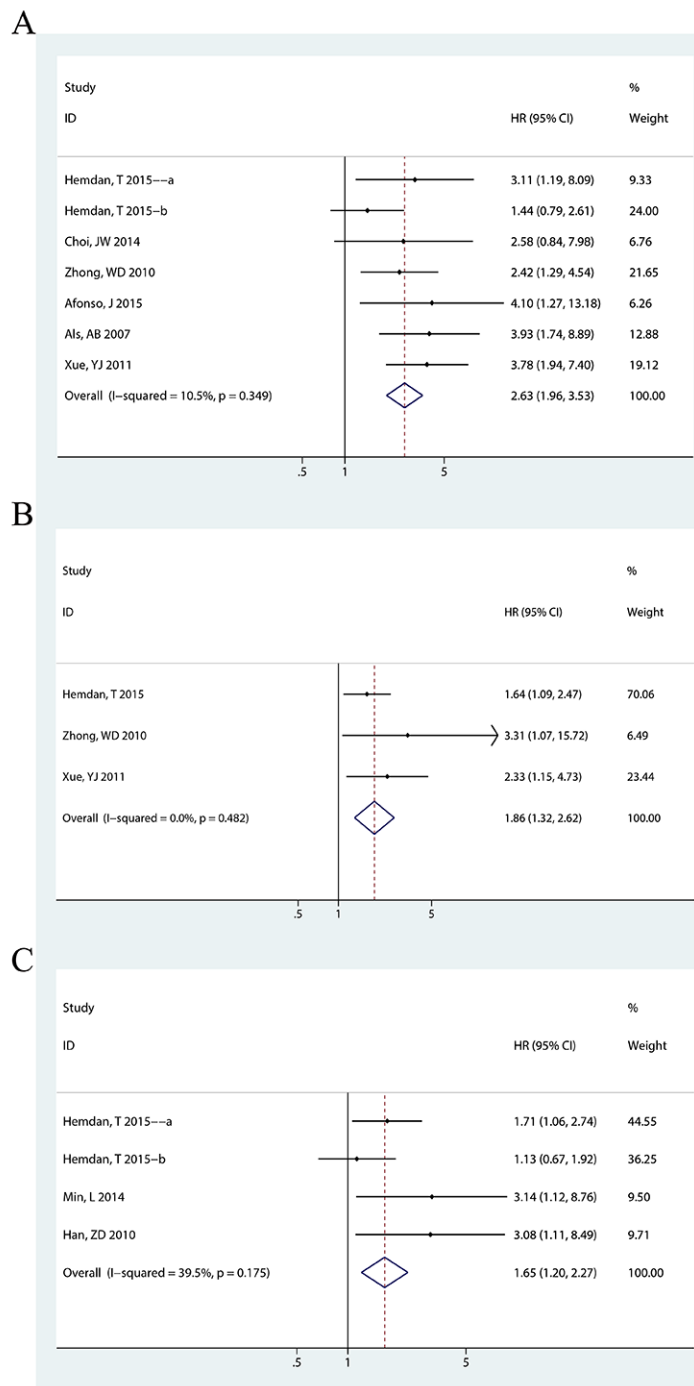 A
Study %
ID HR (95% CI) Weight
Hemdan, T 2015−−a 3.11 (1.19, 8.09) 9.33
Hemdan, T 2015−b 1.44 (0.79, 2.61) 24.00
Choi, JW 2014 2.58 (0.84, 7.98) 6.76
Zhong, WD 2010 2.42 (1.29, 4.54) 21.65
Afonso, J 2015 4.10 (1.27, 13.18) 6.26
Als, AB 2007 3.93 (1.74, 8.89) 12.88
Xue, YJ 2011 3.78 (1.94, 7.40) 19.12
Overall (I−squared = 10.5%, p = 0.349) 2.63 (1.96, 3.53) 100.00
.5 1 5
B
Study %
ID HR (95% CI) Weight
Hemdan, T 2015 1.64 (1.09, 2.47) 70.06
Zhong, WD 2010 3.31 (1.07, 15.72) 6.49
Xue, YJ 2011 2.33 (1.15, 4.73) 23.44
Overall (I−squared = 0.0%, p = 0.482) 1.86 (1.32, 2.62) 100.00
.5 1 5
C
Study %
ID HR (95% CI) Weight
Hemdan, T 2015−−a 1.71 (1.06, 2.74) 44.55
Hemdan, T 2015−b 1.13 (0.67, 1.92) 36.25
Min, L 2014 3.14 (1.12, 8.76) 9.50
Han, ZD 2010 3.08 (1.11, 8.49) 9.71
Overall (I−squared = 39.5%, p = 0.175) 1.65 (1.20, 2.27) 100.00
.5 1 5